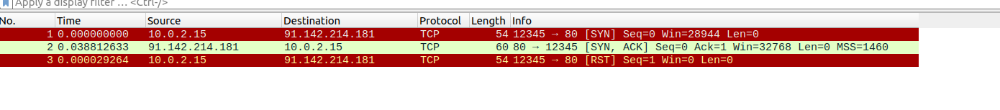 Apply a display filter … <Ctrl-/>
No. Time Source Destination Protocol Length Info
1 0.000000000 10.0.2.15 91.142.214.181 TCP 54 12345 → 80 [SYN] Seq=0 Win=28944 Len=0
2 0.038812633 91.142.214.181 10.0.2.15 TCP 60 80 → 12345 [SYN, ACK] Seq=0 Ack=1 Win=32768 Len=0 MSS=1460
3 0.000029264 10.0.2.15 91.142.214.181 TCP 54 12345 → 80 [RST] Seq=1 Win=0 Len=0